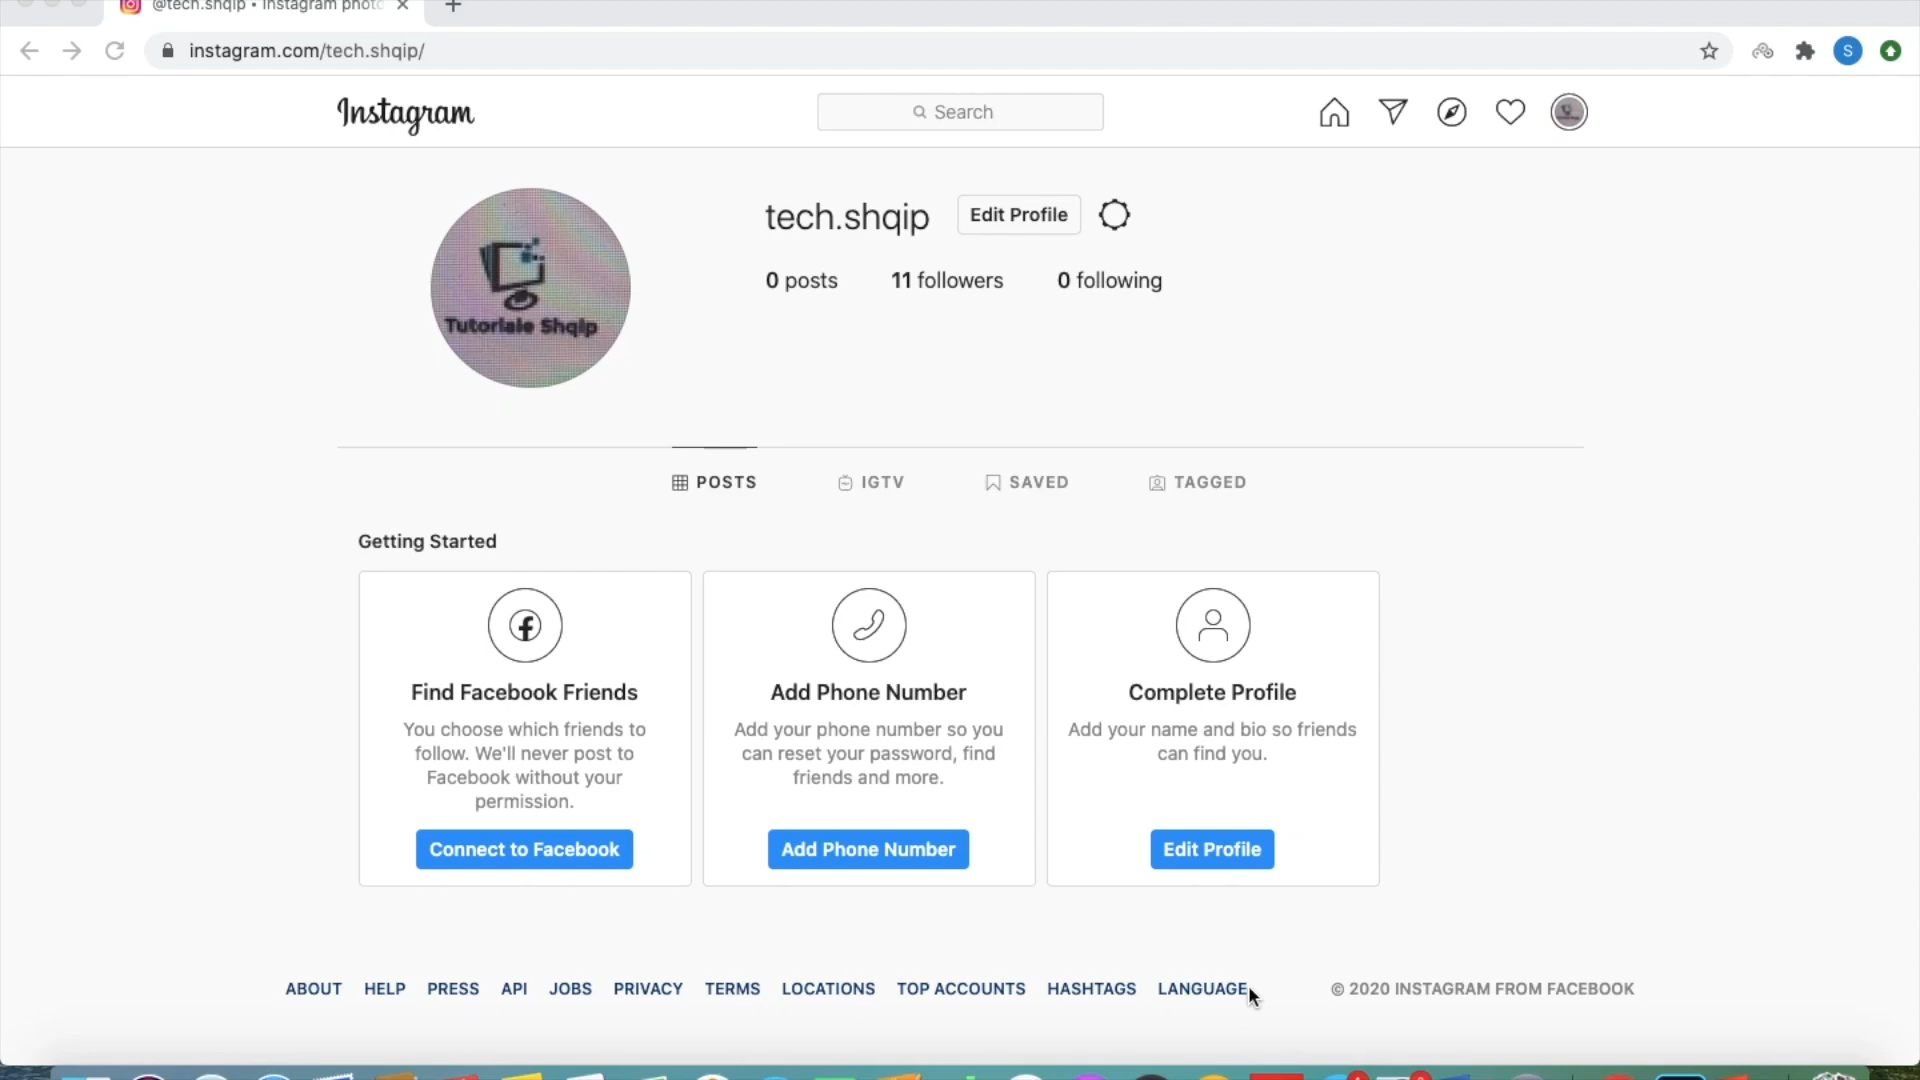 @tech.shqip • Instagram photo
instagram.com/tech.shqip/
S
Instagram
Search
tech.shqip
Edit Profile
0 posts
11 followers
0 following
Tutoriale Shqip
POSTS
IGTV
SAVED
TAGGED
Getting Started
Find Facebook Friends
You choose which friends to
follow. We'll never post to
Facebook without your
permission.
Connect to Facebook
Add Phone Number
Add your phone number so you
can reset your password, find
friends and more.
Add Phone Number
Complete Profile
Add your name and bio so friends
can find you.
Edit Profile
ABOUT HELP PRESS API JOBS PRIVACY TERMS LOCATIONS TOP ACCOUNTS HASHTAGS LANGUAGE
© 2020 INSTAGRAM FROM FACEBOOK